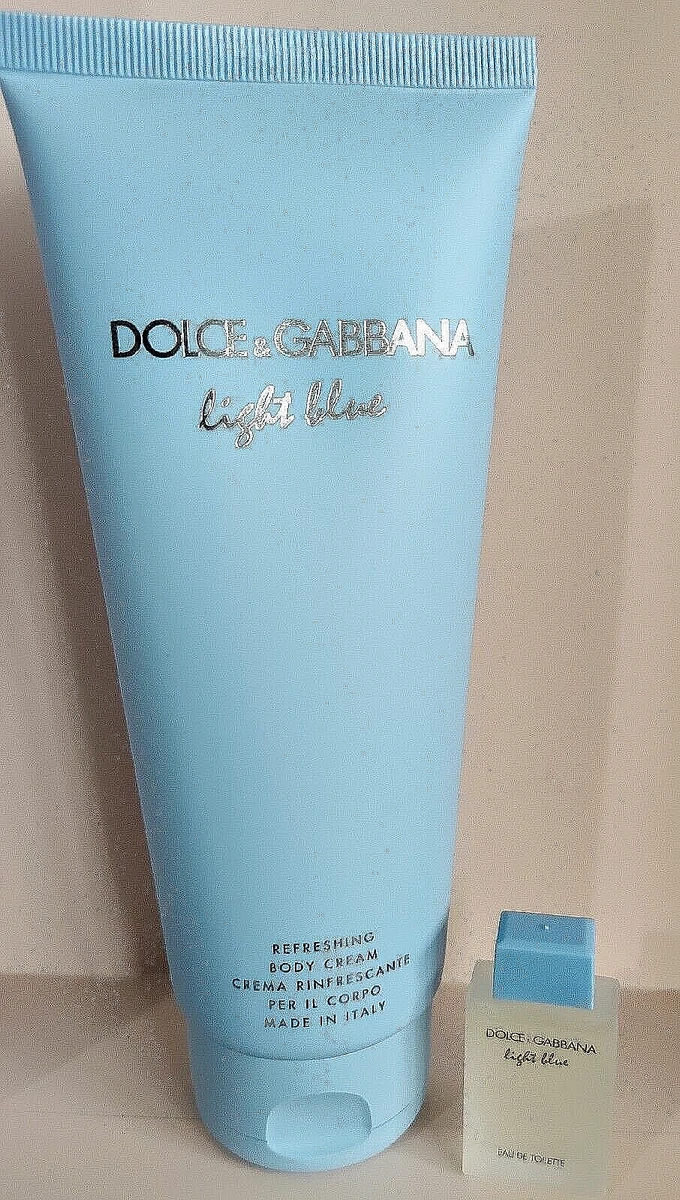 DOLCE & GABBANA
light blue
REFRESHING
BODY CREAM
CREMA RINFRESCANTE
PER IL CORPO
MADE IN ITALY
DOLCE & GABBANA
light blue
EAU DE TOILETTE